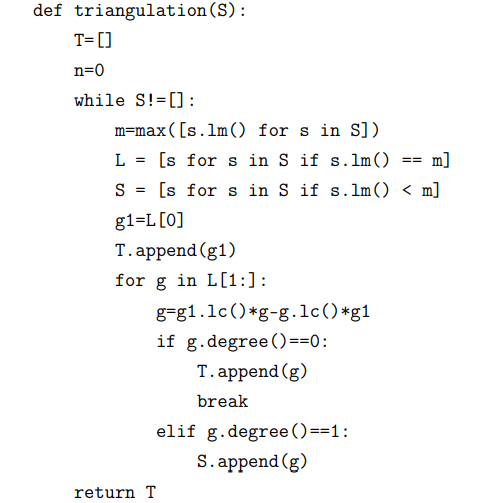 def triangulation(S):
    T=[]
    n=0
    while S!=[]:
        m=max([s.lm() for s in S])
        L = [s for s in S if s.lm() == m]
        S = [s for s in S if s.lm() < m]
        g1=L[0]
        T.append(g1)
        for g in L[1:]:
            g=g1.lc()*g-g.lc()*g1
            if g.degree()==0:
                T.append(g)
                break
            elif g.degree()==1:
                S.append(g)
    return T